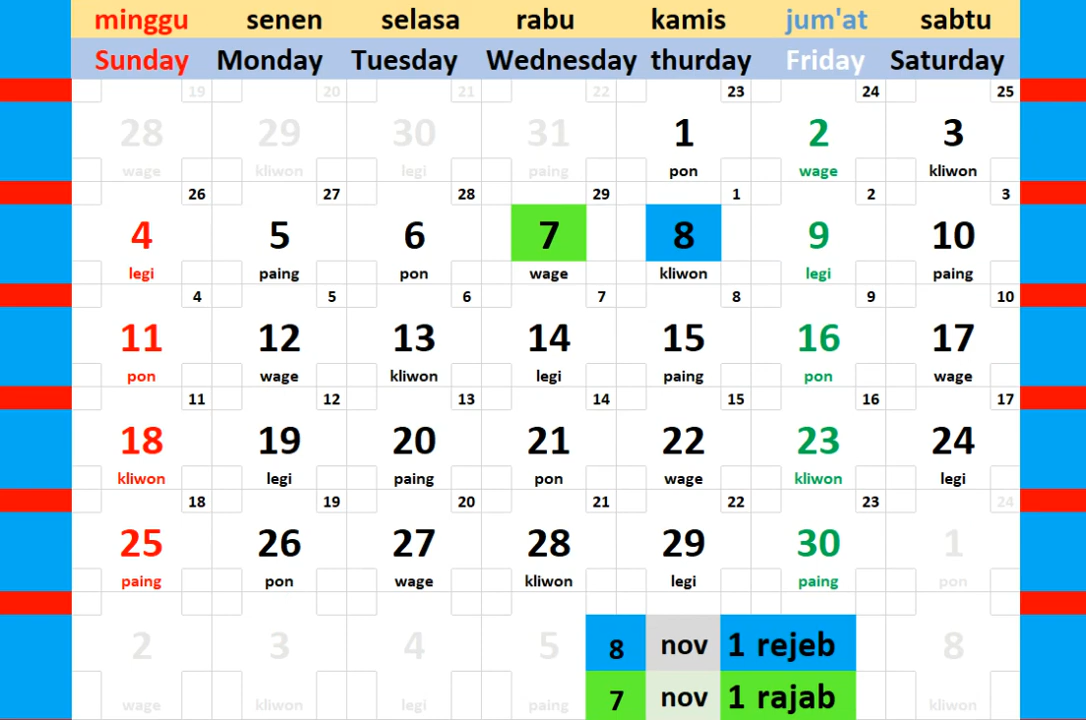 minggu senen selasa rabu kamis jum'at sabtu
Sunday Monday Tuesday Wednesday thurday Friday Saturday
19 20 21 22 23 24 25
28 29 30 31 1 2 3
wage kliwon legi paing pon wage kliwon
26 27 28 29 1 2 3
4 5 6 7 8 9 10
legi paing pon wage kliwon legi paing
4 5 6 7 8 9 10
11 12 13 14 15 16 17
pon wage kliwon legi paing pon wage
11 12 13 14 15 16 17
18 19 20 21 22 23 24
kliwon legi paing pon wage kliwon legi
18 19 20 21 22 23 24
25 26 27 28 29 30 1
paing pon wage kliwon legi paing pon
2 3 4 5 8 nov 1 rejeb 8
wage kliwon legi paing 7 nov 1 rajab kliwon